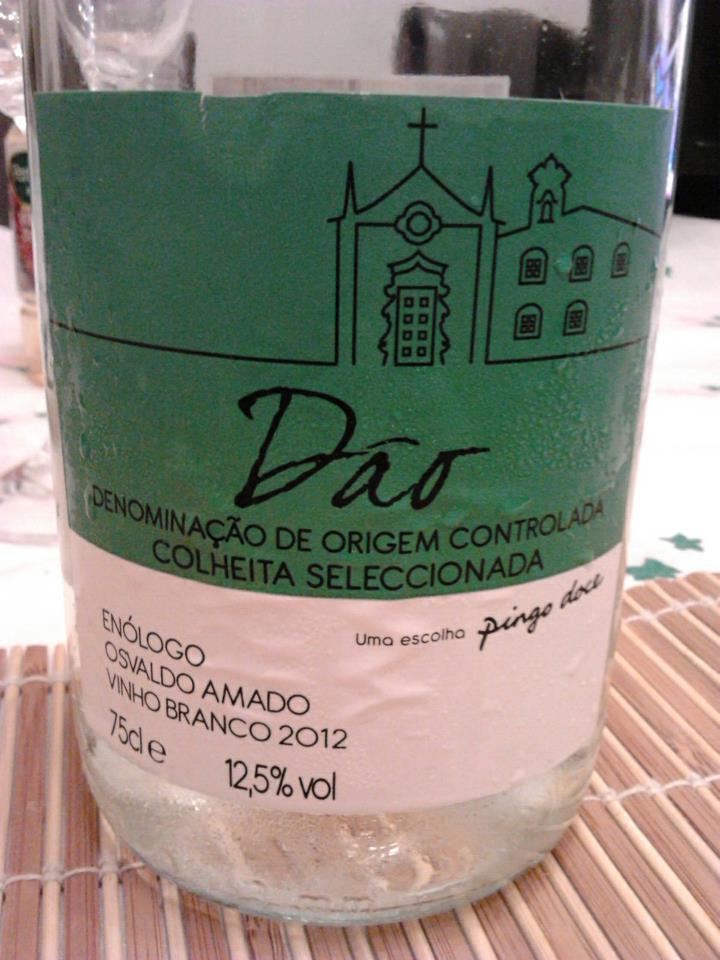 Dão
DENOMINAÇÃO DE ORIGEM CONTROLADA
COLHEITA SELECCIONADA
Uma escolha pingo doce
ENÓLOGO
OSVALDO AMADO
VINHO BRANCO 2012
75cl e
12,5% vol